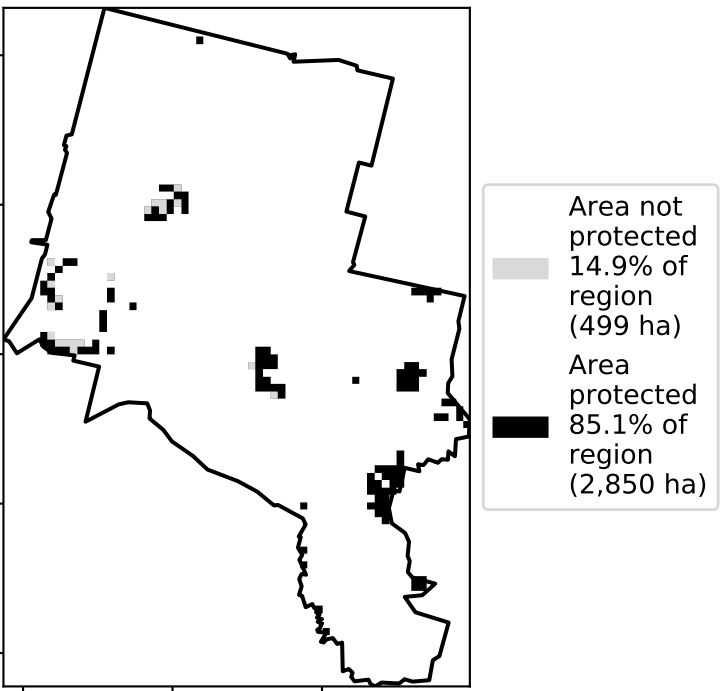 Area not
protected
14.9% of
region
(499 ha)
Area
protected
85.1% of
region
(2,850 ha)